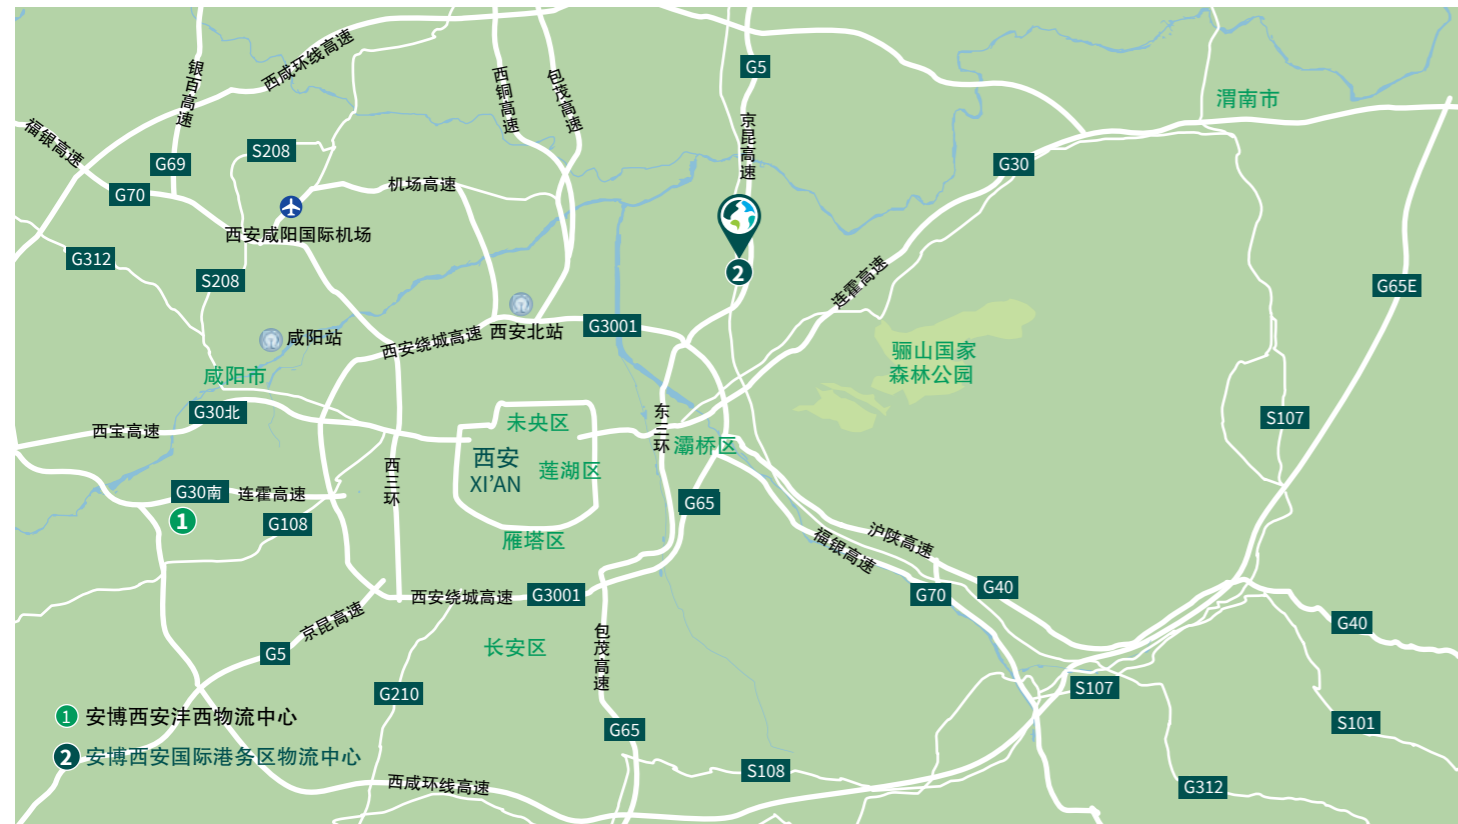 西咸环线高速
银百高速
西铜高速
包茂高速
G5
京昆高速
渭南市
福银高速
G69
S208
G30
G70
机场高速
西安咸阳国际机场
G312
S208
2
连霍高速
G65E
咸阳站
西安绕城高速
西安北站
G3001
骊山国家
森林公园
咸阳市
G30北
西宝高速
未央区
东三环
灞桥区
S107
西安
XI'AN
莲湖区
西三环
G30南
连霍高速
G65
1
G108
雁塔区
福银高速
沪陕高速
G40
G70
西安绕城高速
G3001
京昆高速
包茂高速
G40
长安区
G5
G210
S107
1 安博西安沣西物流中心
G65
S101
2 安博西安国际港务区物流中心
S108
西咸环线高速
G312